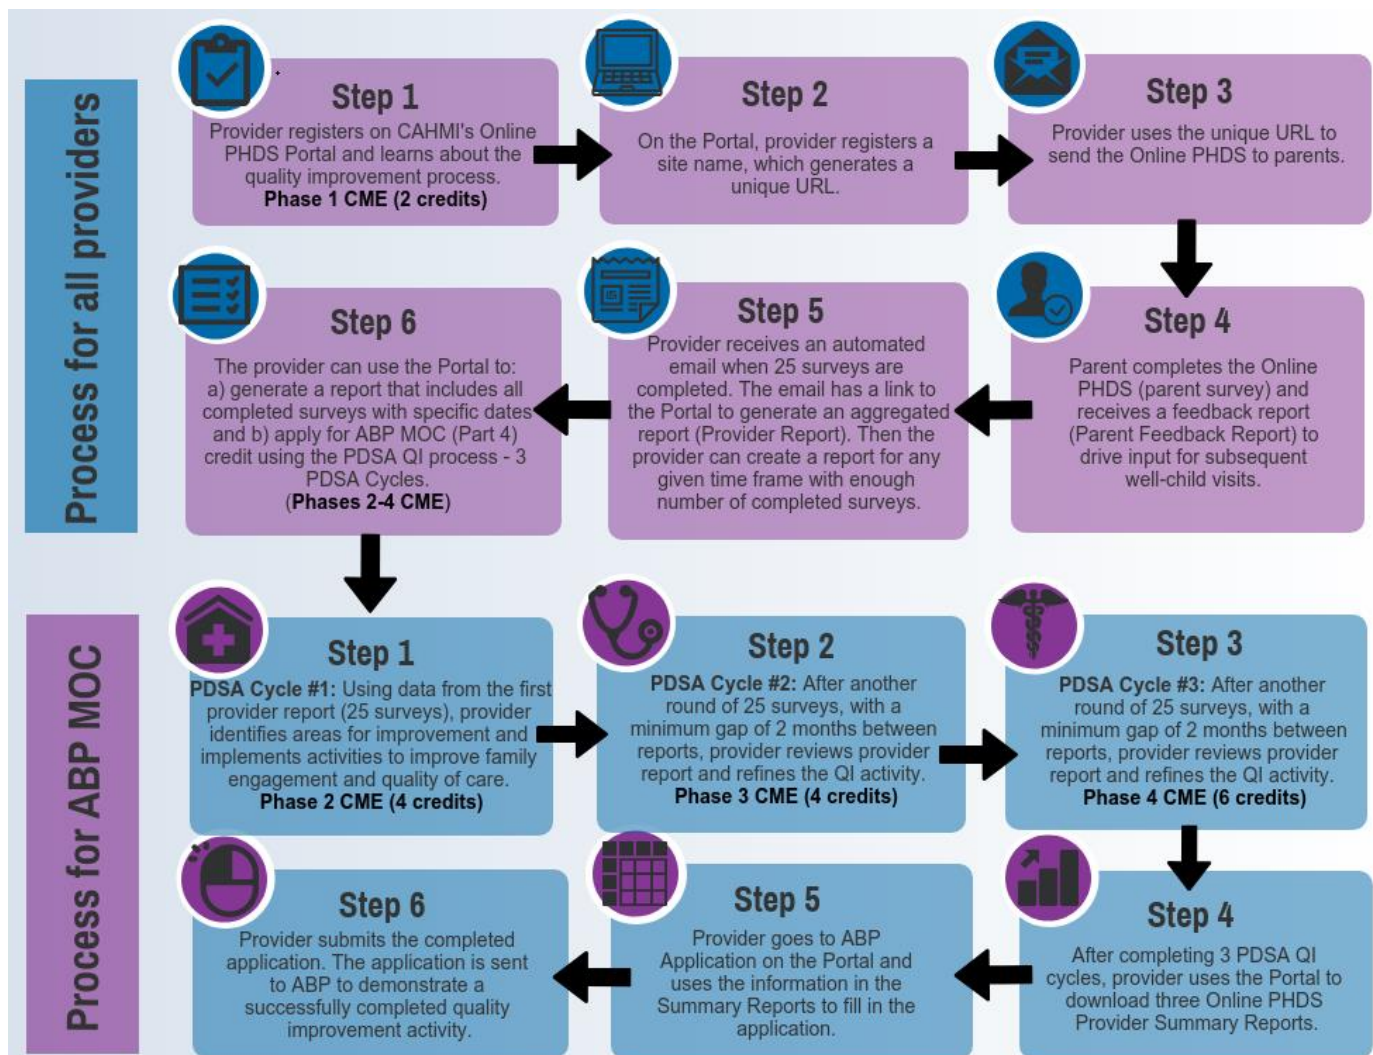 Process for all providers
Step 1
Provider registers on CAHMI's Online
PHDS Portal and learns about the
quality improvement process.
Phase 1 CME (2 credits)
Step 2
On the Portal, provider registers a
site name, which generates a
unique URL.
Step 3
Provider uses the unique URL to
send the Online PHDS to parents.
Step 4
Parent completes the Online
PHDS (parent survey) and
receives a feedback report
(Parent Feedback Report) to
drive input for subsequent
well-child visits.
Step 5
Provider receives an automated
email when 25 surveys are
completed. The email has a link to
the Portal to generate an aggregated
report (Provider Report). Then the
provider can create a report for any
given time frame with enough
number of completed surveys.
Step 6
The provider can use the Portal to:
a) generate a report that includes all
completed surveys with specific dates
and b) apply for ABP MOC (Part 4)
credit using the PDSA QI process - 3
PDSA Cycles.
(Phases 2-4 CME)
Process for ABP MOC
Step 1
PDSA Cycle #1: Using data from the first
provider report (25 surveys), provider
identifies areas for improvement and
implements activities to improve family
engagement and quality of care.
Phase 2 CME (4 credits)
Step 2
PDSA Cycle #2: After another
round of 25 surveys, with a
minimum gap of 2 months between
reports, provider reviews provider
report and refines the QI activity.
Phase 3 CME (4 credits)
Step 3
PDSA Cycle #3: After another
round of 25 surveys, with a
minimum gap of 2 months between
reports, provider reviews provider
report and refines the QI activity.
Phase 4 CME (6 credits)
Step 4
After completing 3 PDSA QI
cycles, provider uses the Portal to
download three Online PHDS
Provider Summary Reports.
Step 5
Provider goes to ABP
Application on the Portal and
uses the information in the
Summary Reports to fill in the
application.
Step 6
Provider submits the completed
application. The application is sent
to ABP to demonstrate a
successfully completed quality
improvement activity.